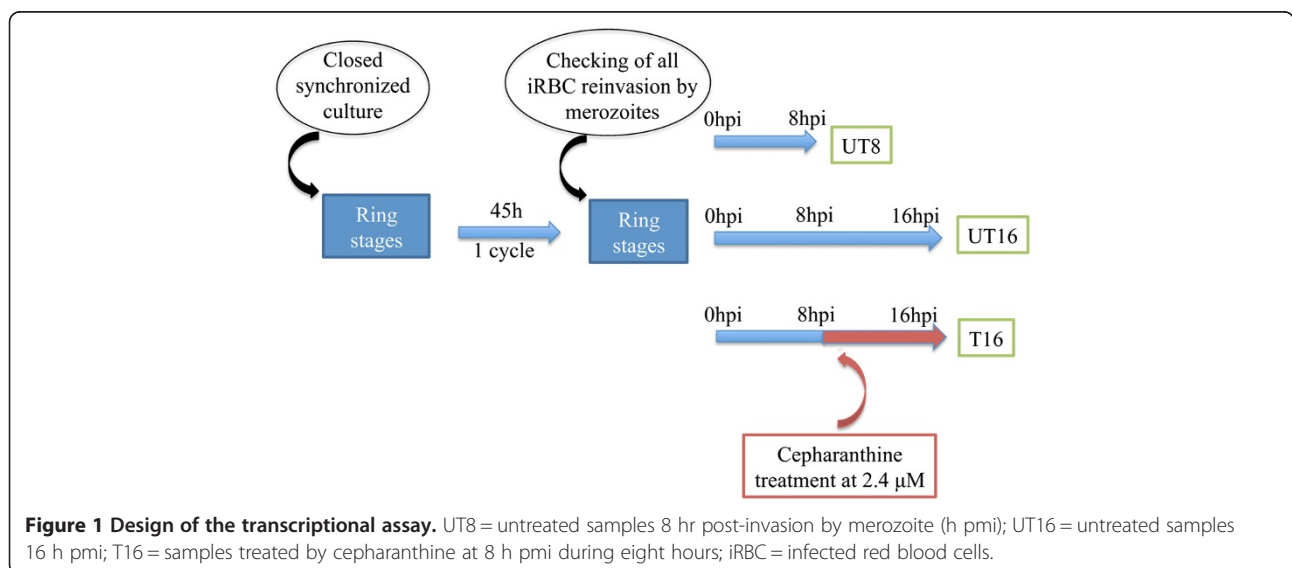 Closed
synchronized
culture
Checking of all
iRBC reinvasion by
merozoites
0hpi 8hpi
UT8
Ring
stages
45h
1 cycle
Ring
stages
0hpi 8hpi 16hpi
UT16
0hpi 8hpi 16hpi
T16
Cepharanthine
treatment at 2.4 µM
Figure 1 Design of the transcriptional assay. UT8 = untreated samples 8 hr post-invasion by merozoite (h pmi); UT16 = untreated samples
16 h pmi; T16 = samples treated by cepharanthine at 8 h pmi during eight hours; iRBC = infected red blood cells.